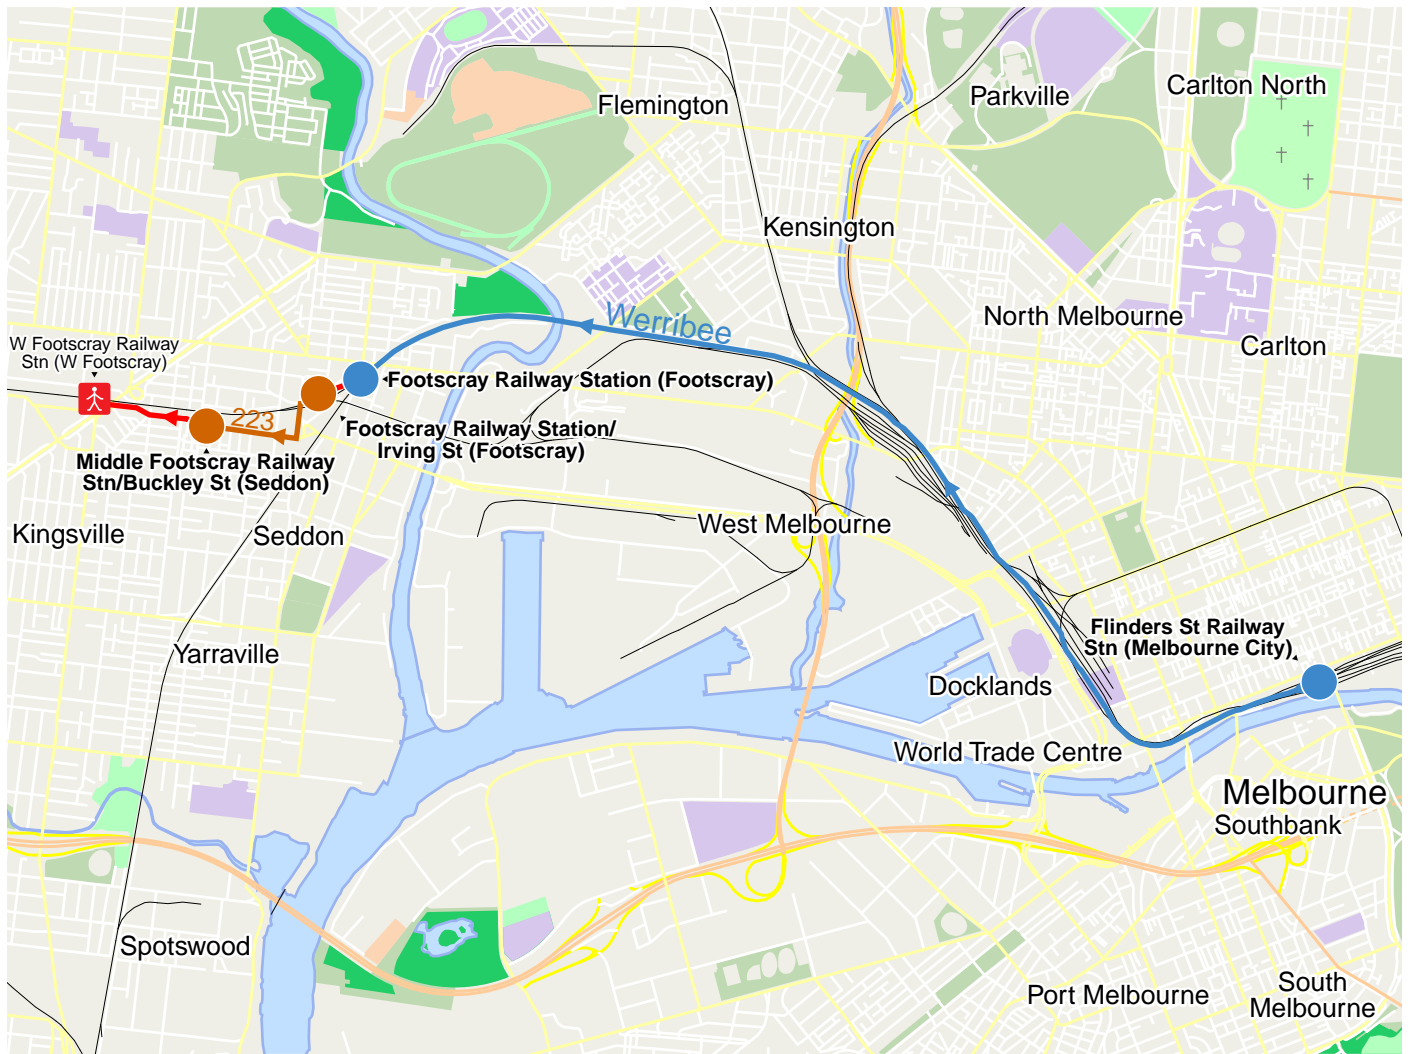 Flemington
Parkville
Carlton North
Kensington
North Melbourne
Carlton
Werribee
W Footscray Railway
Stn (W Footscray)
Footscray Railway Station (Footscray)
223
Footscray Railway Station/
Irving St (Footscray)
Middle Footscray Railway
Stn/Buckley St (Seddon)
Kingsville
Seddon
West Melbourne
Yarraville
Flinders St Railway
Stn (Melbourne City)
Docklands
World Trade Centre
Melbourne
Southbank
Spotswood
Port Melbourne
South
Melbourne